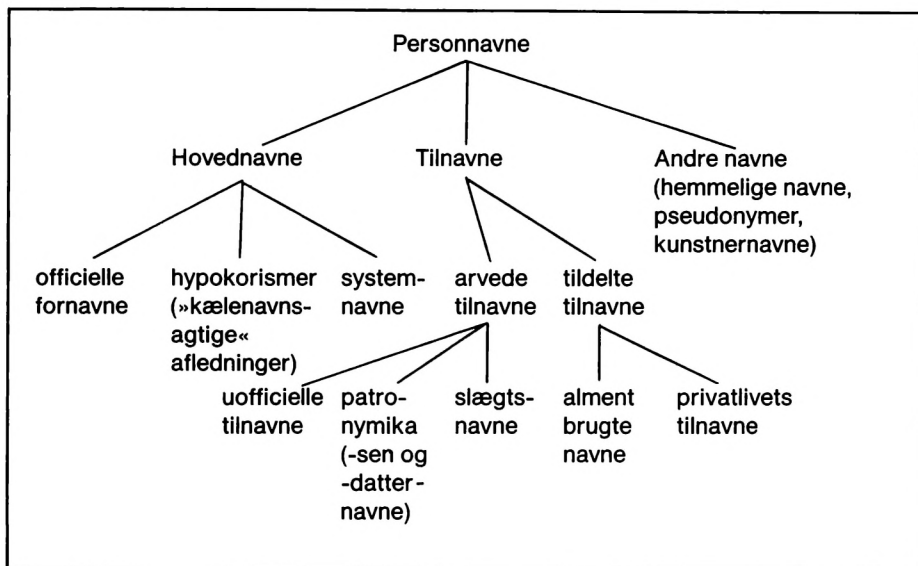 Personnavne
Hovednavne
Tilnavne
Andre navne
(hemmelige navne,
pseudonymer,
kunstnernavne)
officielle
fornavne
hypokorismer
(»kælenavns-
agtige«
afledninger)
system-
navne
arvede
tilnavne
tildelte
tilnavne
uofficielle
tilnavne
patro-
nymika
(-sen og
-datter-
navne)
slægts-
navne
alment
brugte
navne
privatlivets
tilnavne